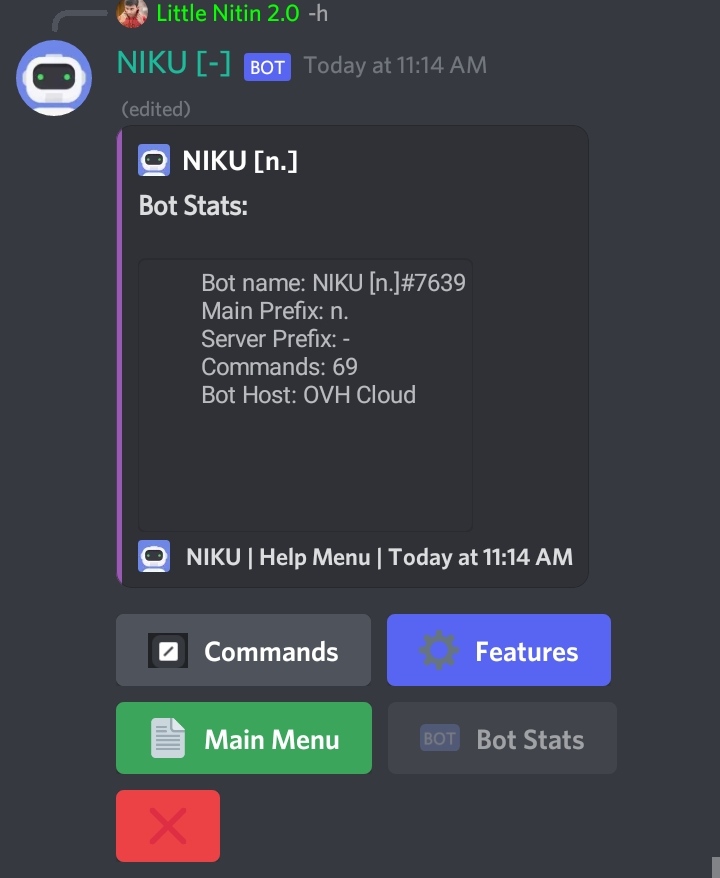 Little Nitin 2.0 -h
NIKU [-] BOT Today at 11:14 AM
(edited)
NIKU [n.]
Bot Stats:
Bot name: NIKU [n.]#7639
Main Prefix: n.
Server Prefix: -
Commands: 69
Bot Host: OVH Cloud
NIKU | Help Menu | Today at 11:14 AM
Commands
Features
Main Menu
BOT Bot Stats